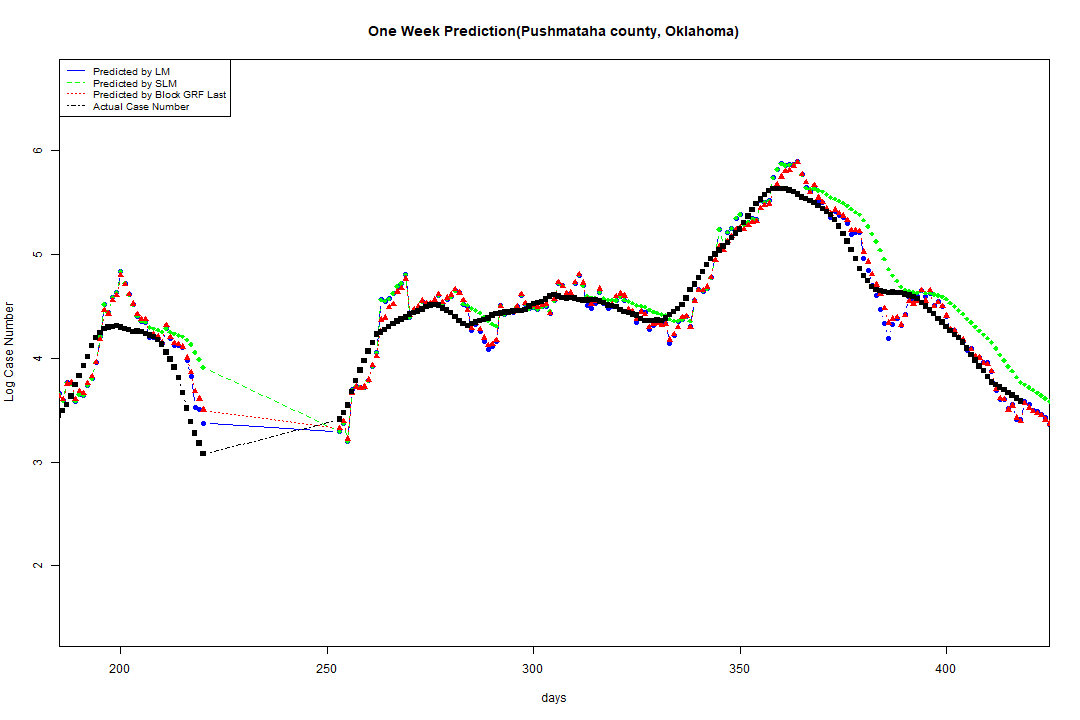 One Week Prediction(Pushmataha county, Oklahoma)
Predicted by LM
Predicted by SLM
Predicted by Block GRF Last
Actual Case Number
6
5
4
3
2
Log Case Number
200 250 300 350 400
days